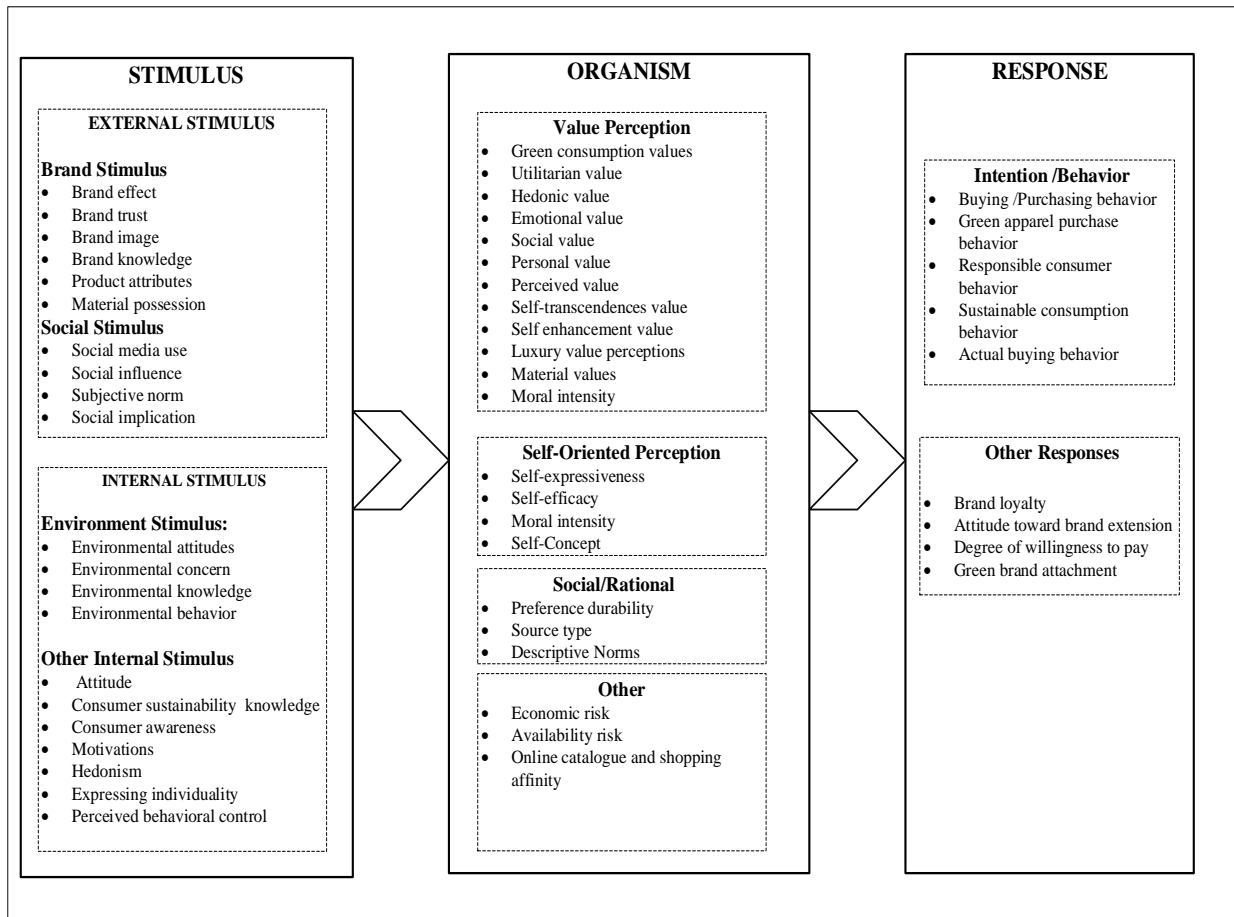 STIMULUS
EXTERNAL STIMULUS
Brand Stimulus
• Brand effect
• Brand trust
• Brand image
• Brand knowledge
• Product attributes
• Material possession
Social Stimulus
• Social media use
• Social influence
• Subjective norm
• Social implication
INTERNAL STIMULUS
Environment Stimulus:
• Environmental attitudes
• Environmental concern
• Environmental knowledge
• Environmental behavior
Other Internal Stimulus
• Attitude
• Consumer sustainability knowledge
• Consumer awareness
• Motivations
• Hedonism
• Expressing individuality
• Perceived behavioral control
ORGANISM
Value Perception
• Green consumption values
• Utilitarian value
• Hedonic value
• Emotional value
• Social value
• Personal value
• Perceived value
• Self-transcendences value
• Self enhancement value
• Luxury value perceptions
• Material values
• Moral intensity
Self-Oriented Perception
• Self-expressiveness
• Self-efficacy
• Moral intensity
• Self-Concept
Social/Rational
• Preference durability
• Source type
• Descriptive Norms
Other
• Economic risk
• Availability risk
• Online catalogue and shopping
affinity
RESPONSE
Intention /Behavior
• Buying /Purchasing behavior
• Green apparel purchase
behavior
• Responsible consumer
behavior
• Sustainable consumption
behavior
• Actual buying behavior
Other Responses
• Brand loyalty
• Attitude toward brand extension
• Degree of willingness to pay
• Green brand attachment